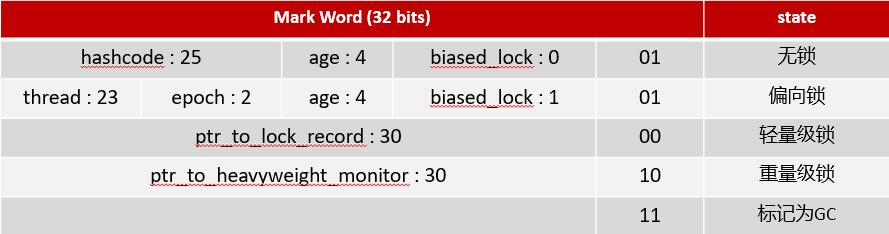 Mark Word (32 bits) state
hashcode : 25 age : 4 biased_lock : 0 01 无锁
thread : 23 epoch : 2 age : 4 biased_lock : 1 01 偏向锁
ptr_to_lock_record : 30 00 轻量级锁
ptr_to_heavyweight_monitor : 30 10 重量级锁
11 标记为GC